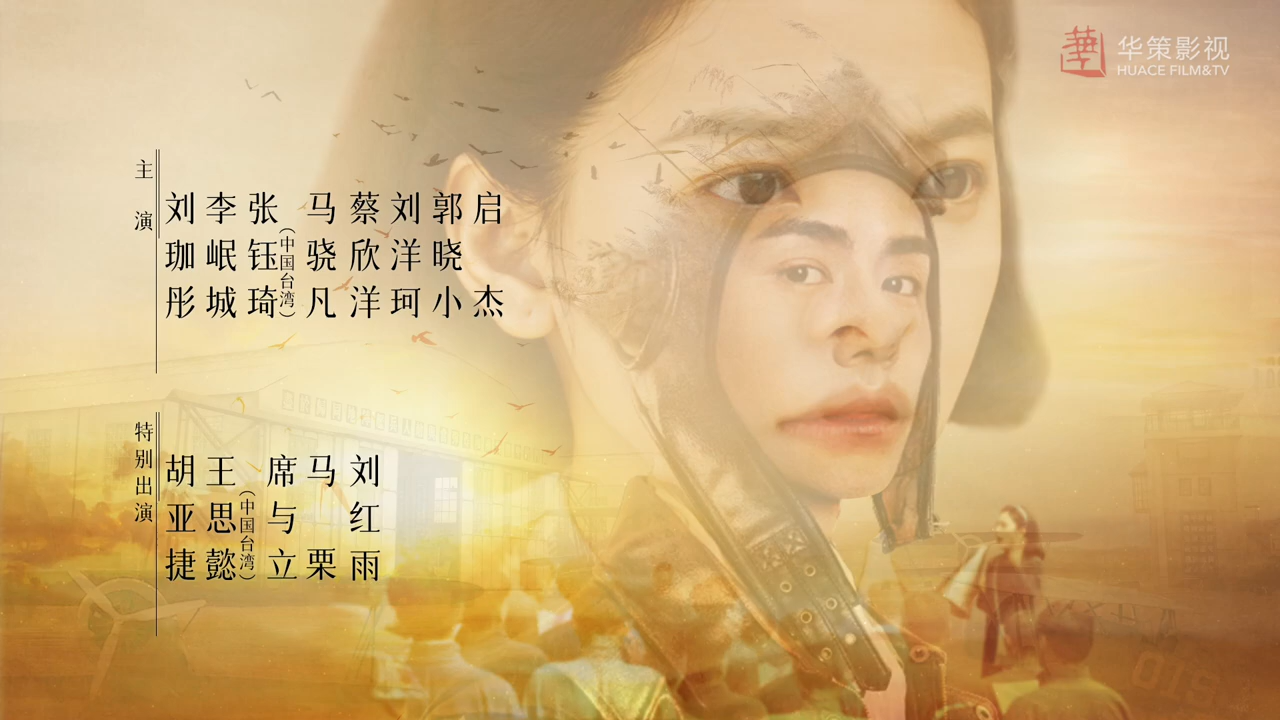 华策影视
HUACE FILM&TV
主演
刘珈彤
李岷城
张钰琦（中国台湾）
马骁凡
蔡欣洋
刘洋珂
郭晓小
启杰
特别出演
胡亚捷
王思懿（中国台湾）
席与立
马栗
刘红雨